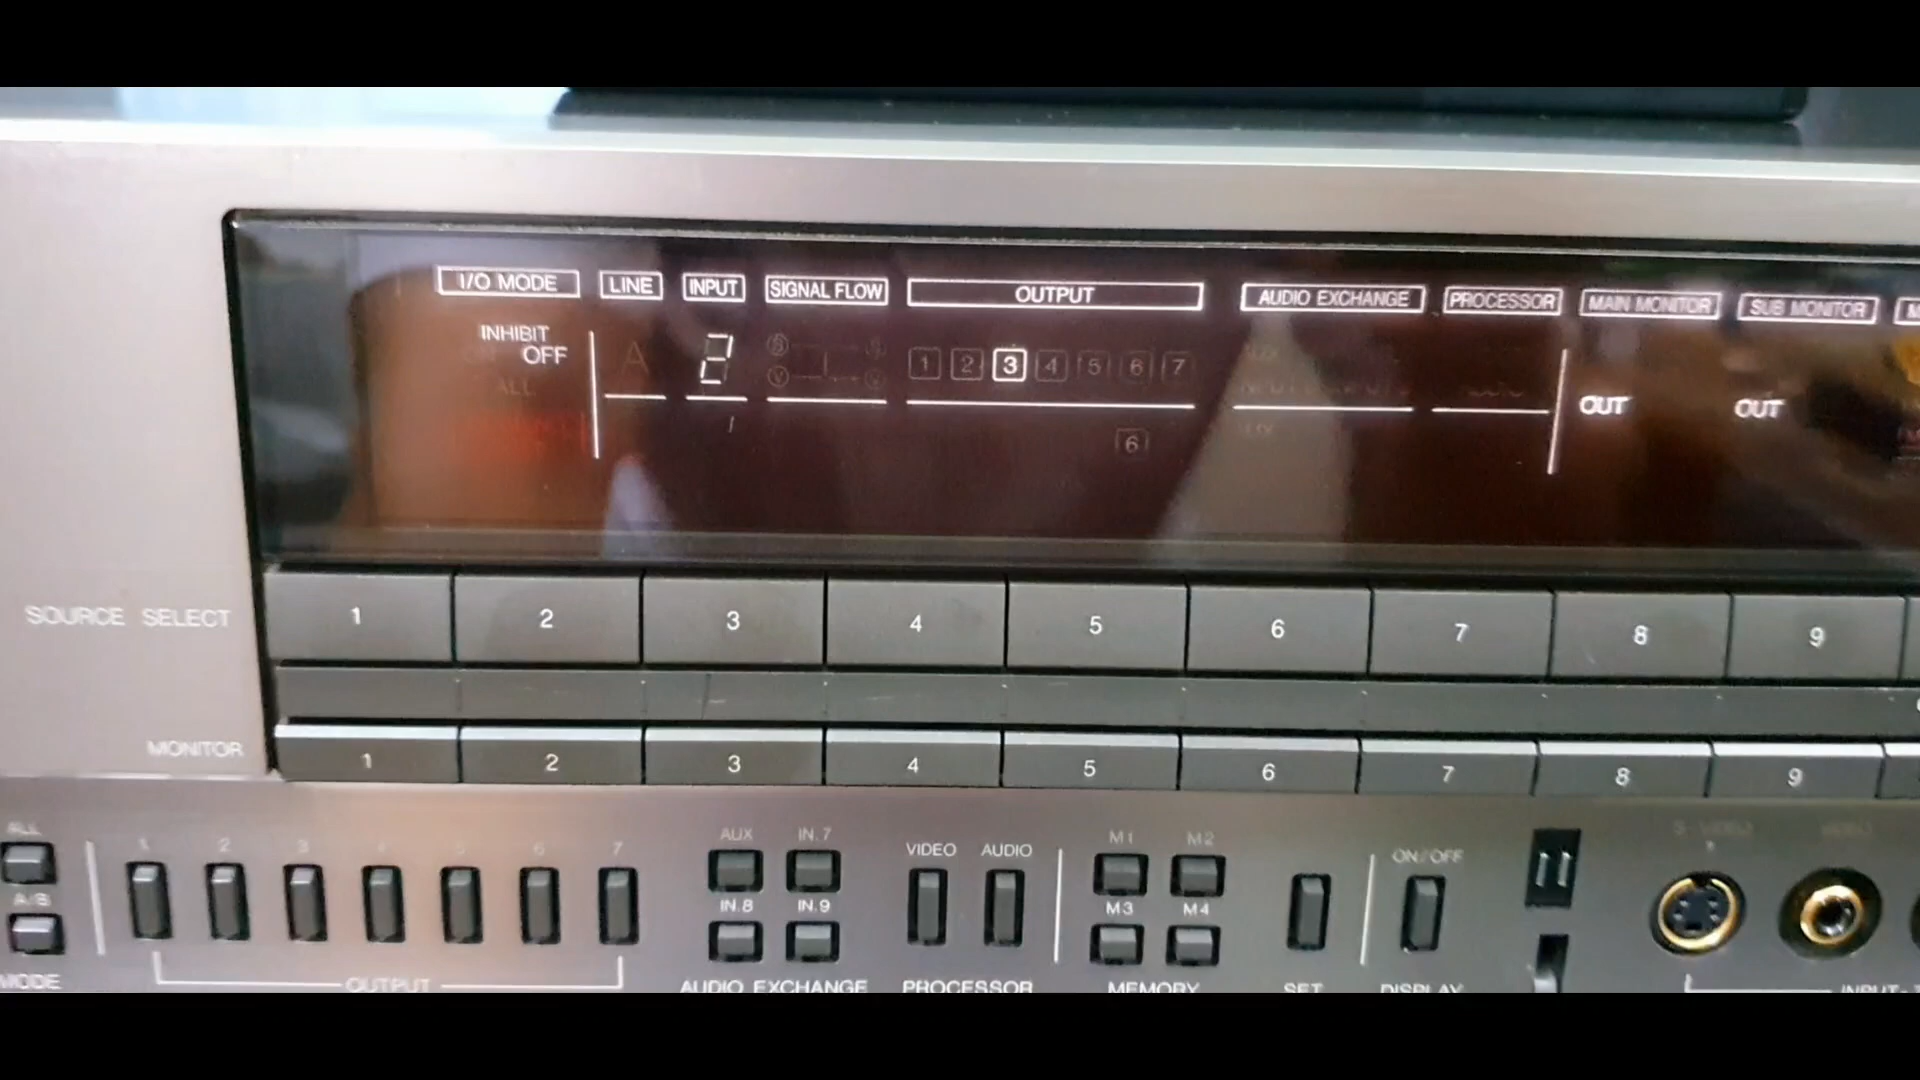 I/O MODE LINE INPUT SIGNAL FLOW OUTPUT AUDIO EXCHANGE PROCESSOR MAIN MONITOR SUB MONITOR
INHIBIT
OFF A 2 1 2 3 4 5 6 7
ALL
OUT OUT
6
SOURCE SELECT 1 2 3 4 5 6 7 8 9
MONITOR 1 2 3 4 5 6 7 8 9
ALL 1 2 3 4 5 6 7 AUX IN.7 VIDEO AUDIO M1 M2 ON/OFF S-VIDEO VIDEO
A/B IN.8 IN.9 M3 M4
MODE OUTPUT AUDIO EXCHANGE PROCESSOR MEMORY SET DISPLAY INPUT